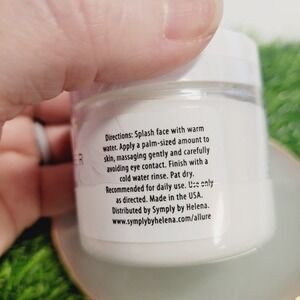 Directions: Splash face with warm
water. Apply a palm-sized amount to
skin, massaging gently and carefully
avoiding eye contact. Finish with a
cold water rinse. Pat dry.
Recommended for daily use. Use only
as directed. Made in the USA.
Distributed by Symply by Helena.
www.symplybyhelena.com/allure
R